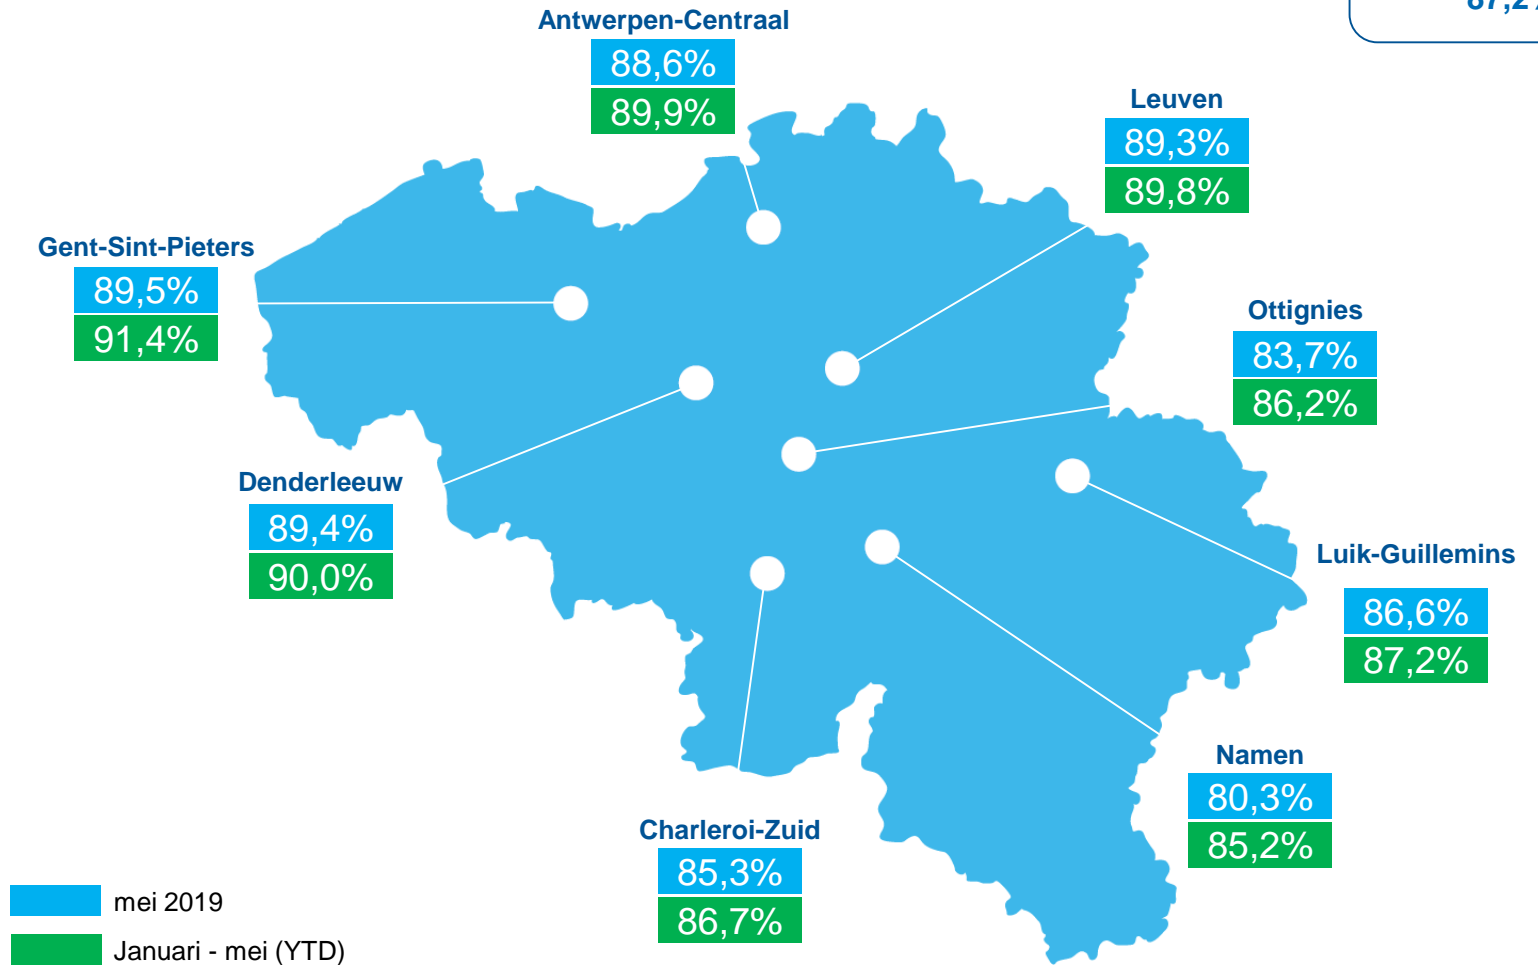 87,2%
Antwerpen-Centraal
88,6%
89,9%
Leuven
89,3%
89,8%
Gent-Sint-Pieters
89,5%
91,4%
Ottignies
83,7%
86,2%
Denderleeuw
89,4%
90,0%
Luik-Guillemins
86,6%
87,2%
Namen
80,3%
85,2%
Charleroi-Zuid
85,3%
86,7%
mei 2019
Januari - mei (YTD)